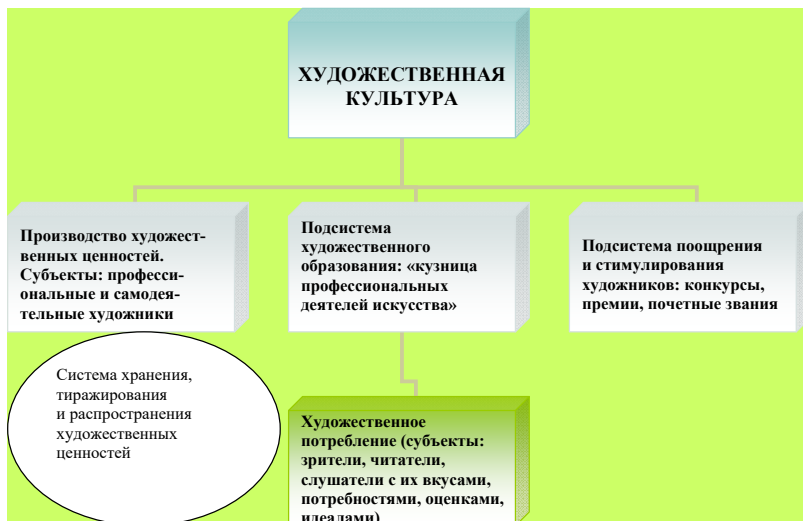 ХУДОЖЕСТВЕННАЯ
КУЛЬТУРА
Производство художест-
венных ценностей.
Субъекты: професси-
ональные и самодея-
тельные художники
Подсистема
художественного
образования: «кузница
профессиональных
деятелей искусства»
Подсистема поощрения
и стимулирования
художников: конкурсы,
премии, почетные звания
Система хранения,
тиражирования
и распространения
художественных
ценностей
Художественное
потребление (субъекты:
зрители, читатели,
слушатели с их вкусами,
потребностями, оценками,
идеалами)